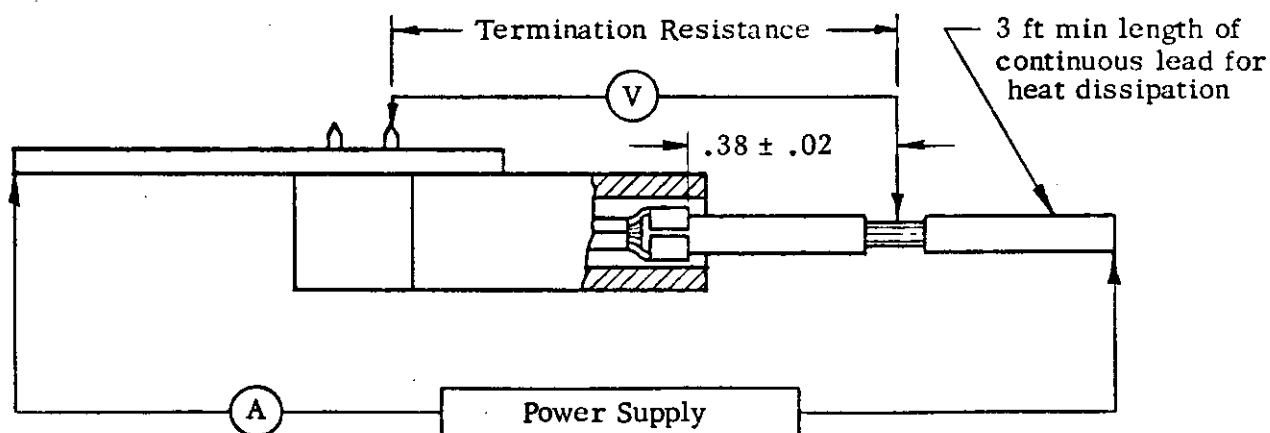 Termination Resistance
3 ft min length of
continuous lead for
heat dissipation
V
.38 ± .02
A
Power Supply